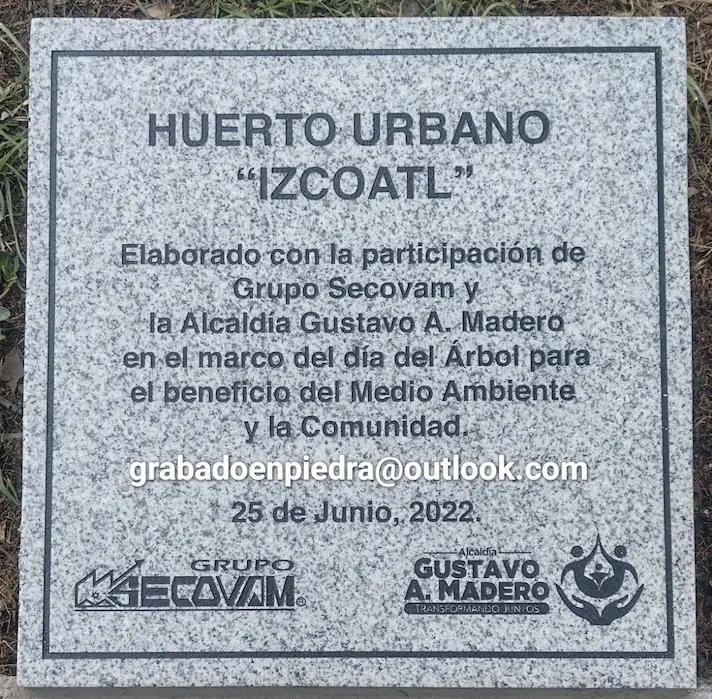 HUERTO URBANO
“IZCOATL”
Elaborado con la participación de
Grupo Secovam y
la Alcaldía Gustavo A. Madero
en el marco del día del Árbol para
el beneficio del Medio Ambiente
y la Comunidad.
grabadoenpiedra@outlook.com
25 de Junio, 2022.
GRUPO
SECOVAM ®
Alcaldía
GUSTAVO
A. MADERO
TRANSFORMANDO JUNTOS